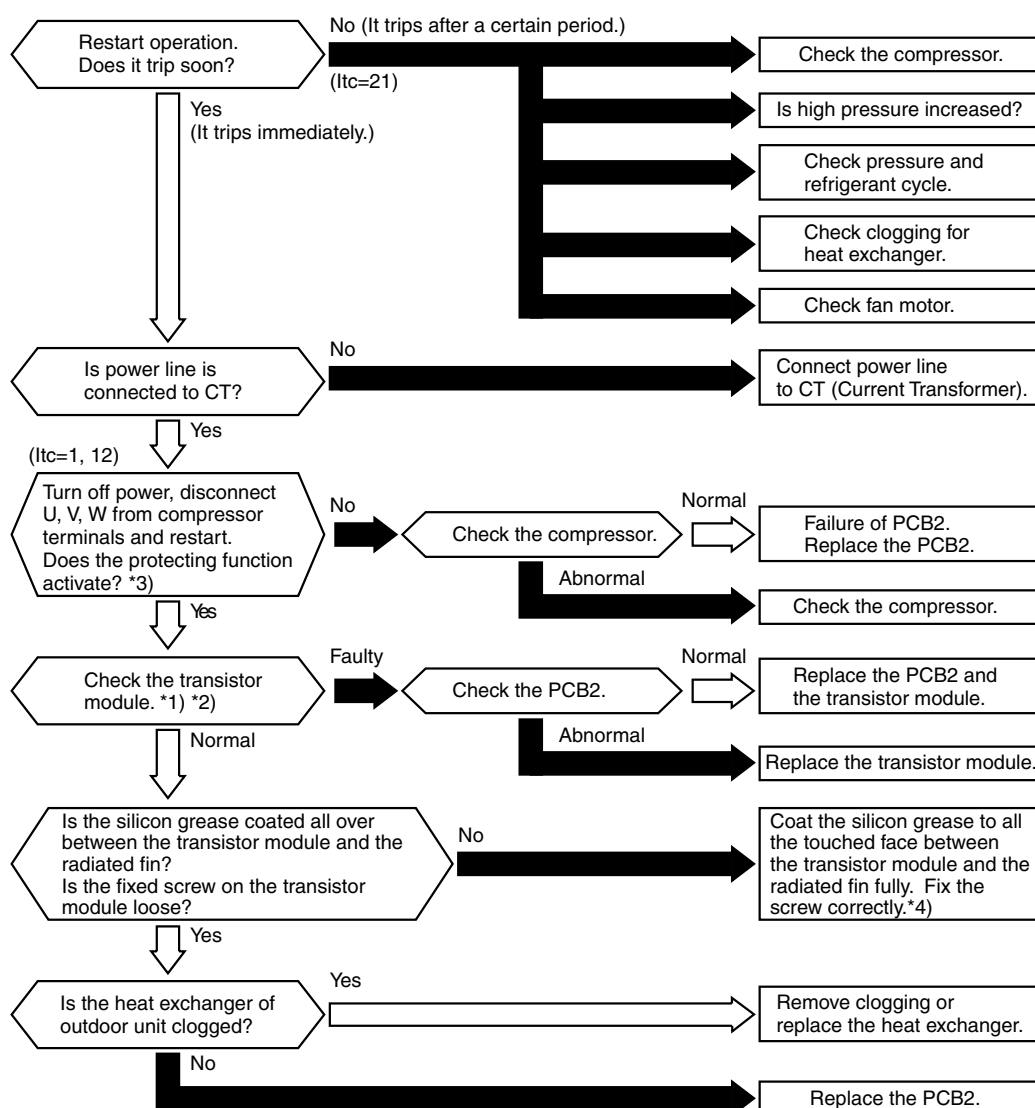 Restart operation.
Does it trip soon?
No (It trips after a certain period.)
(Itc=21)
Check the compressor.
Yes
(It trips immediately.)
Is high pressure increased?
Check pressure and
refrigerant cycle.
Check clogging for
heat exchanger.
Check fan motor.
Is power line is
connected to CT?
No
Connect power line
to CT (Current Transformer).
Yes
(Itc=1, 12)
Turn off power, disconnect
U, V, W from compressor
terminals and restart.
Does the protecting function
activate? *3)
No
Check the compressor.
Normal
Failure of PCB2.
Replace the PCB2.
Abnormal
Check the compressor.
Yes
Check the transistor
module. *1) *2)
Faulty
Check the PCB2.
Normal
Replace the PCB2 and
the transistor module.
Abnormal
Replace the transistor module.
Normal
Is the silicon grease coated all over
between the transistor module and the
radiated fin?
Is the fixed screw on the transistor
module loose?
No
Coat the silicon grease to all
the touched face between
the transistor module and the
radiated fin fully. Fix the
screw correctly.*4)
Yes
Is the heat exchanger of
outdoor unit clogged?
Yes
Remove clogging or
replace the heat exchanger.
No
Replace the PCB2.